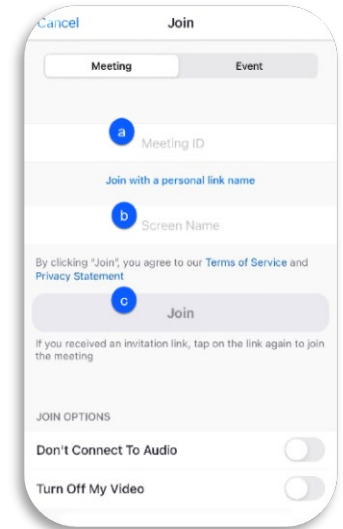 Cancel Join
Meeting Event
a
Meeting ID
Join with a personal link name
b
Screen Name
By clicking "Join", you agree to our Terms of Service and
Privacy Statement
c
Join
If you received an invitation link, tap on the link again to join
the meeting
JOIN OPTIONS
Don't Connect To Audio
Turn Off My Video